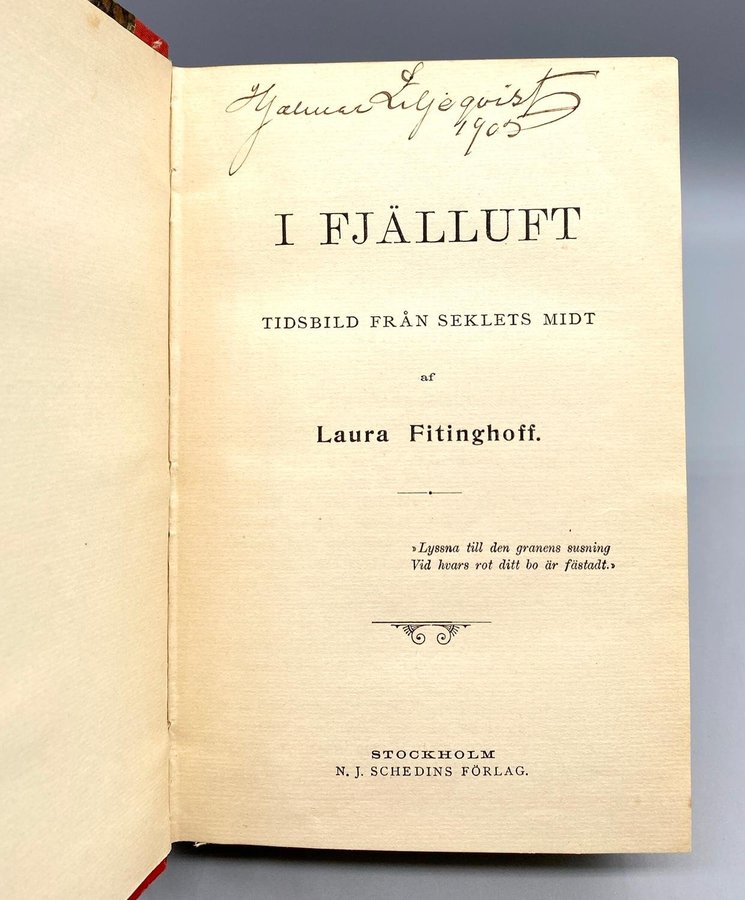 Hjalmar Liljeqvist
1905
I FJÄLLUFT
TIDSBILD FRÅN SEKLETS MIDT
af
Laura Fitinghoff.
»Lyssna till den granens susning
Vid hvars rot ditt bo är fästadt.»
STOCKHOLM
N. J. SCHEDINS FÖRLAG.